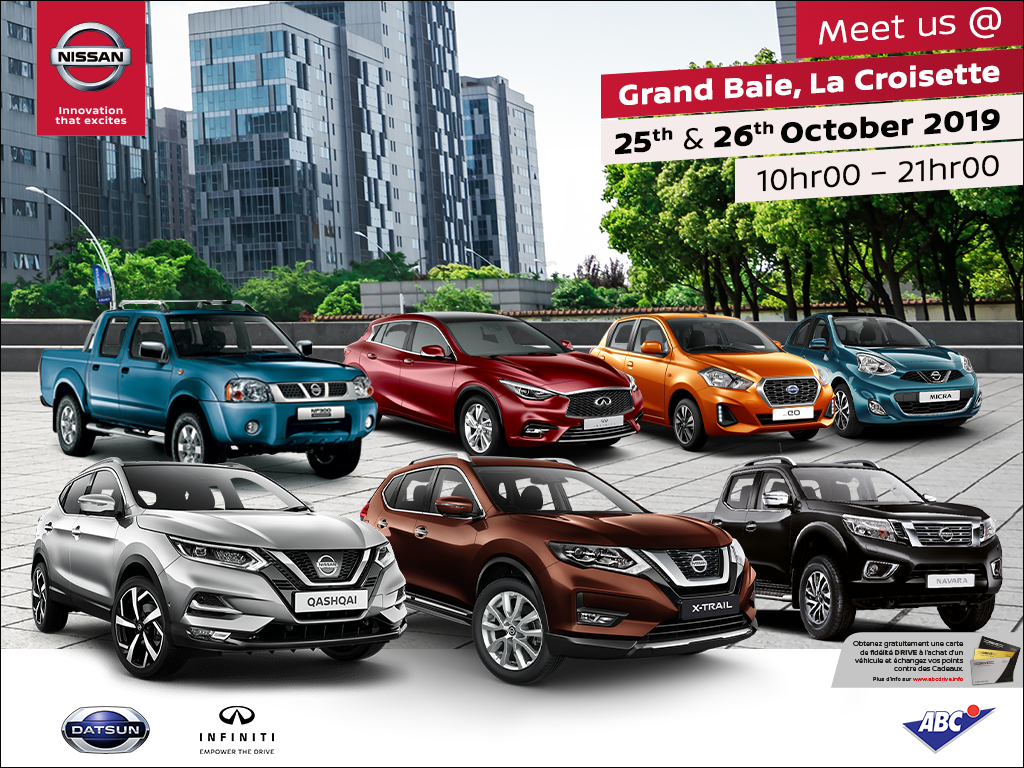 NISSAN
Innovation
that excites
Meet us @
Grand Baie, La Croisette
25th & 26th October 2019
10hr00 – 21hr00
NP300
GO
MICRA
NISSAN
QASHQAI
X-TRAIL
NAVARA
Obtenez gratuitement une carte
de fidélité DRIVE à l'achat d'un
véhicule et échangez vos points
contre des Cadeaux.
Plus d'info sur www.abcdrive.info
DATSUN
INFINITI
EMPOWER THE DRIVE
ABC